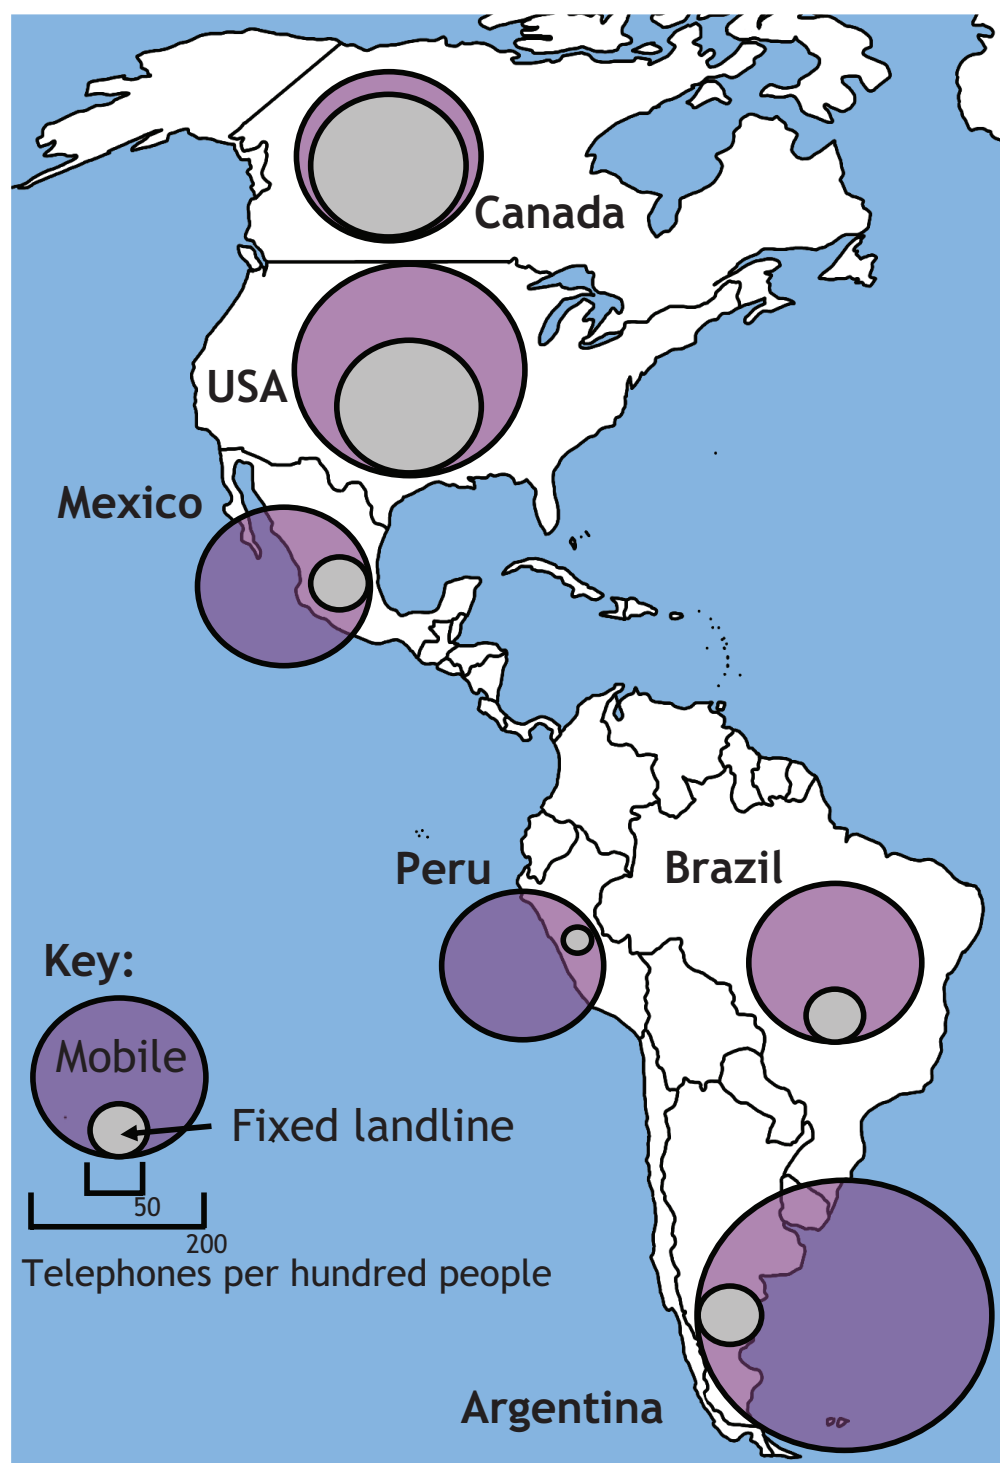 Canada
USA
Mexico
Peru
Brazil
Key:
Mobile
Fixed landline
50
200
Telephones per hundred people
Argentina